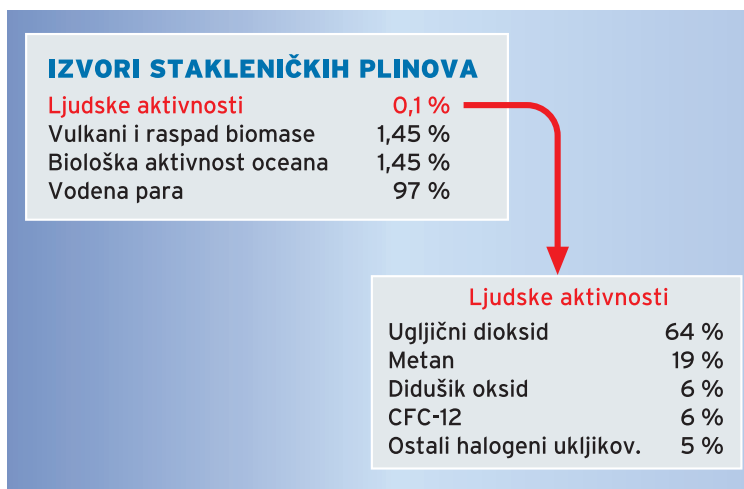 IZVORI STAKLENIČKIH PLINOVA
Ljudske aktivnosti 0,1 %
Vulkani i raspad biomase 1,45 %
Biološka aktivnost oceana 1,45 %
Vodena para 97 %
Ljudske aktivnosti
Ugljični dioksid 64 %
Metan 19 %
Didušik oksid 6 %
CFC-12 6 %
Ostali halogeni ukljikov. 5 %